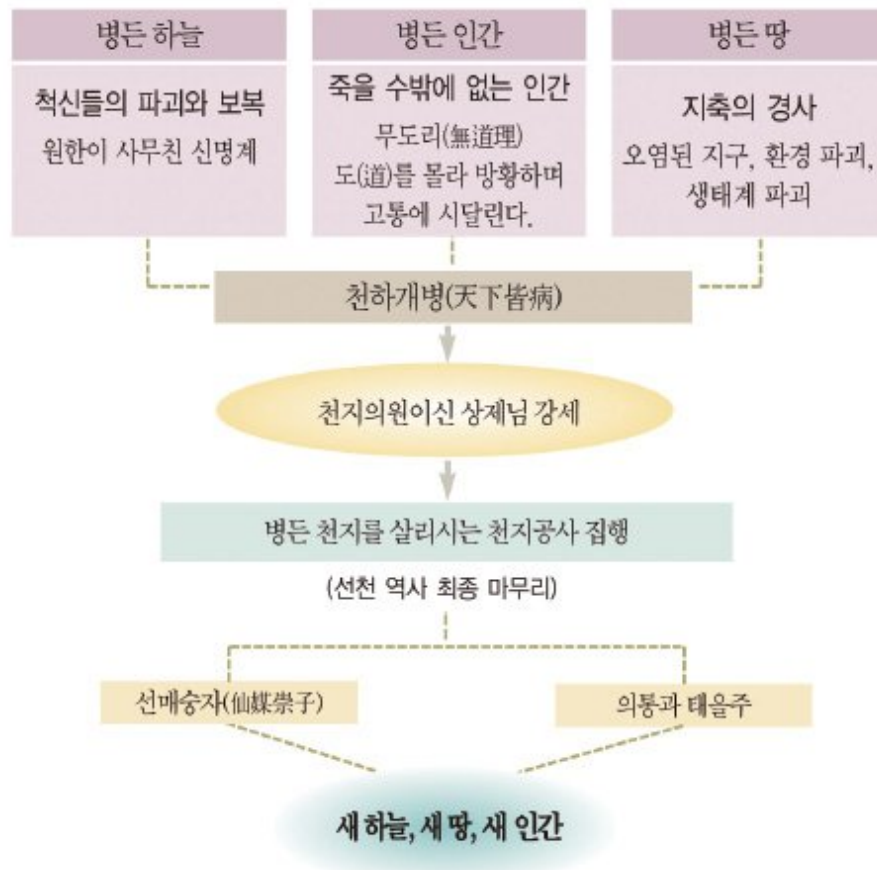 병든 하늘
척신들의 파괴와 보복
원한이 사무친 신명계
병든 인간
죽을 수밖에 없는 인간
무도리(無道理)
도(道)를 몰라 방황하며
고통에 시달린다.
병든 땅
지축의 경사
오염된 지구, 환경 파괴,
생태계 파괴
천하개병(天下皆病)
천지의원이신 상제님 강세
병든 천지를 살리시는 천지공사 집행
(선천 역사 최종 마무리)
선매숭자(仙媒崇子)
의통과 태을주
새 하늘, 새 땅, 새 인간